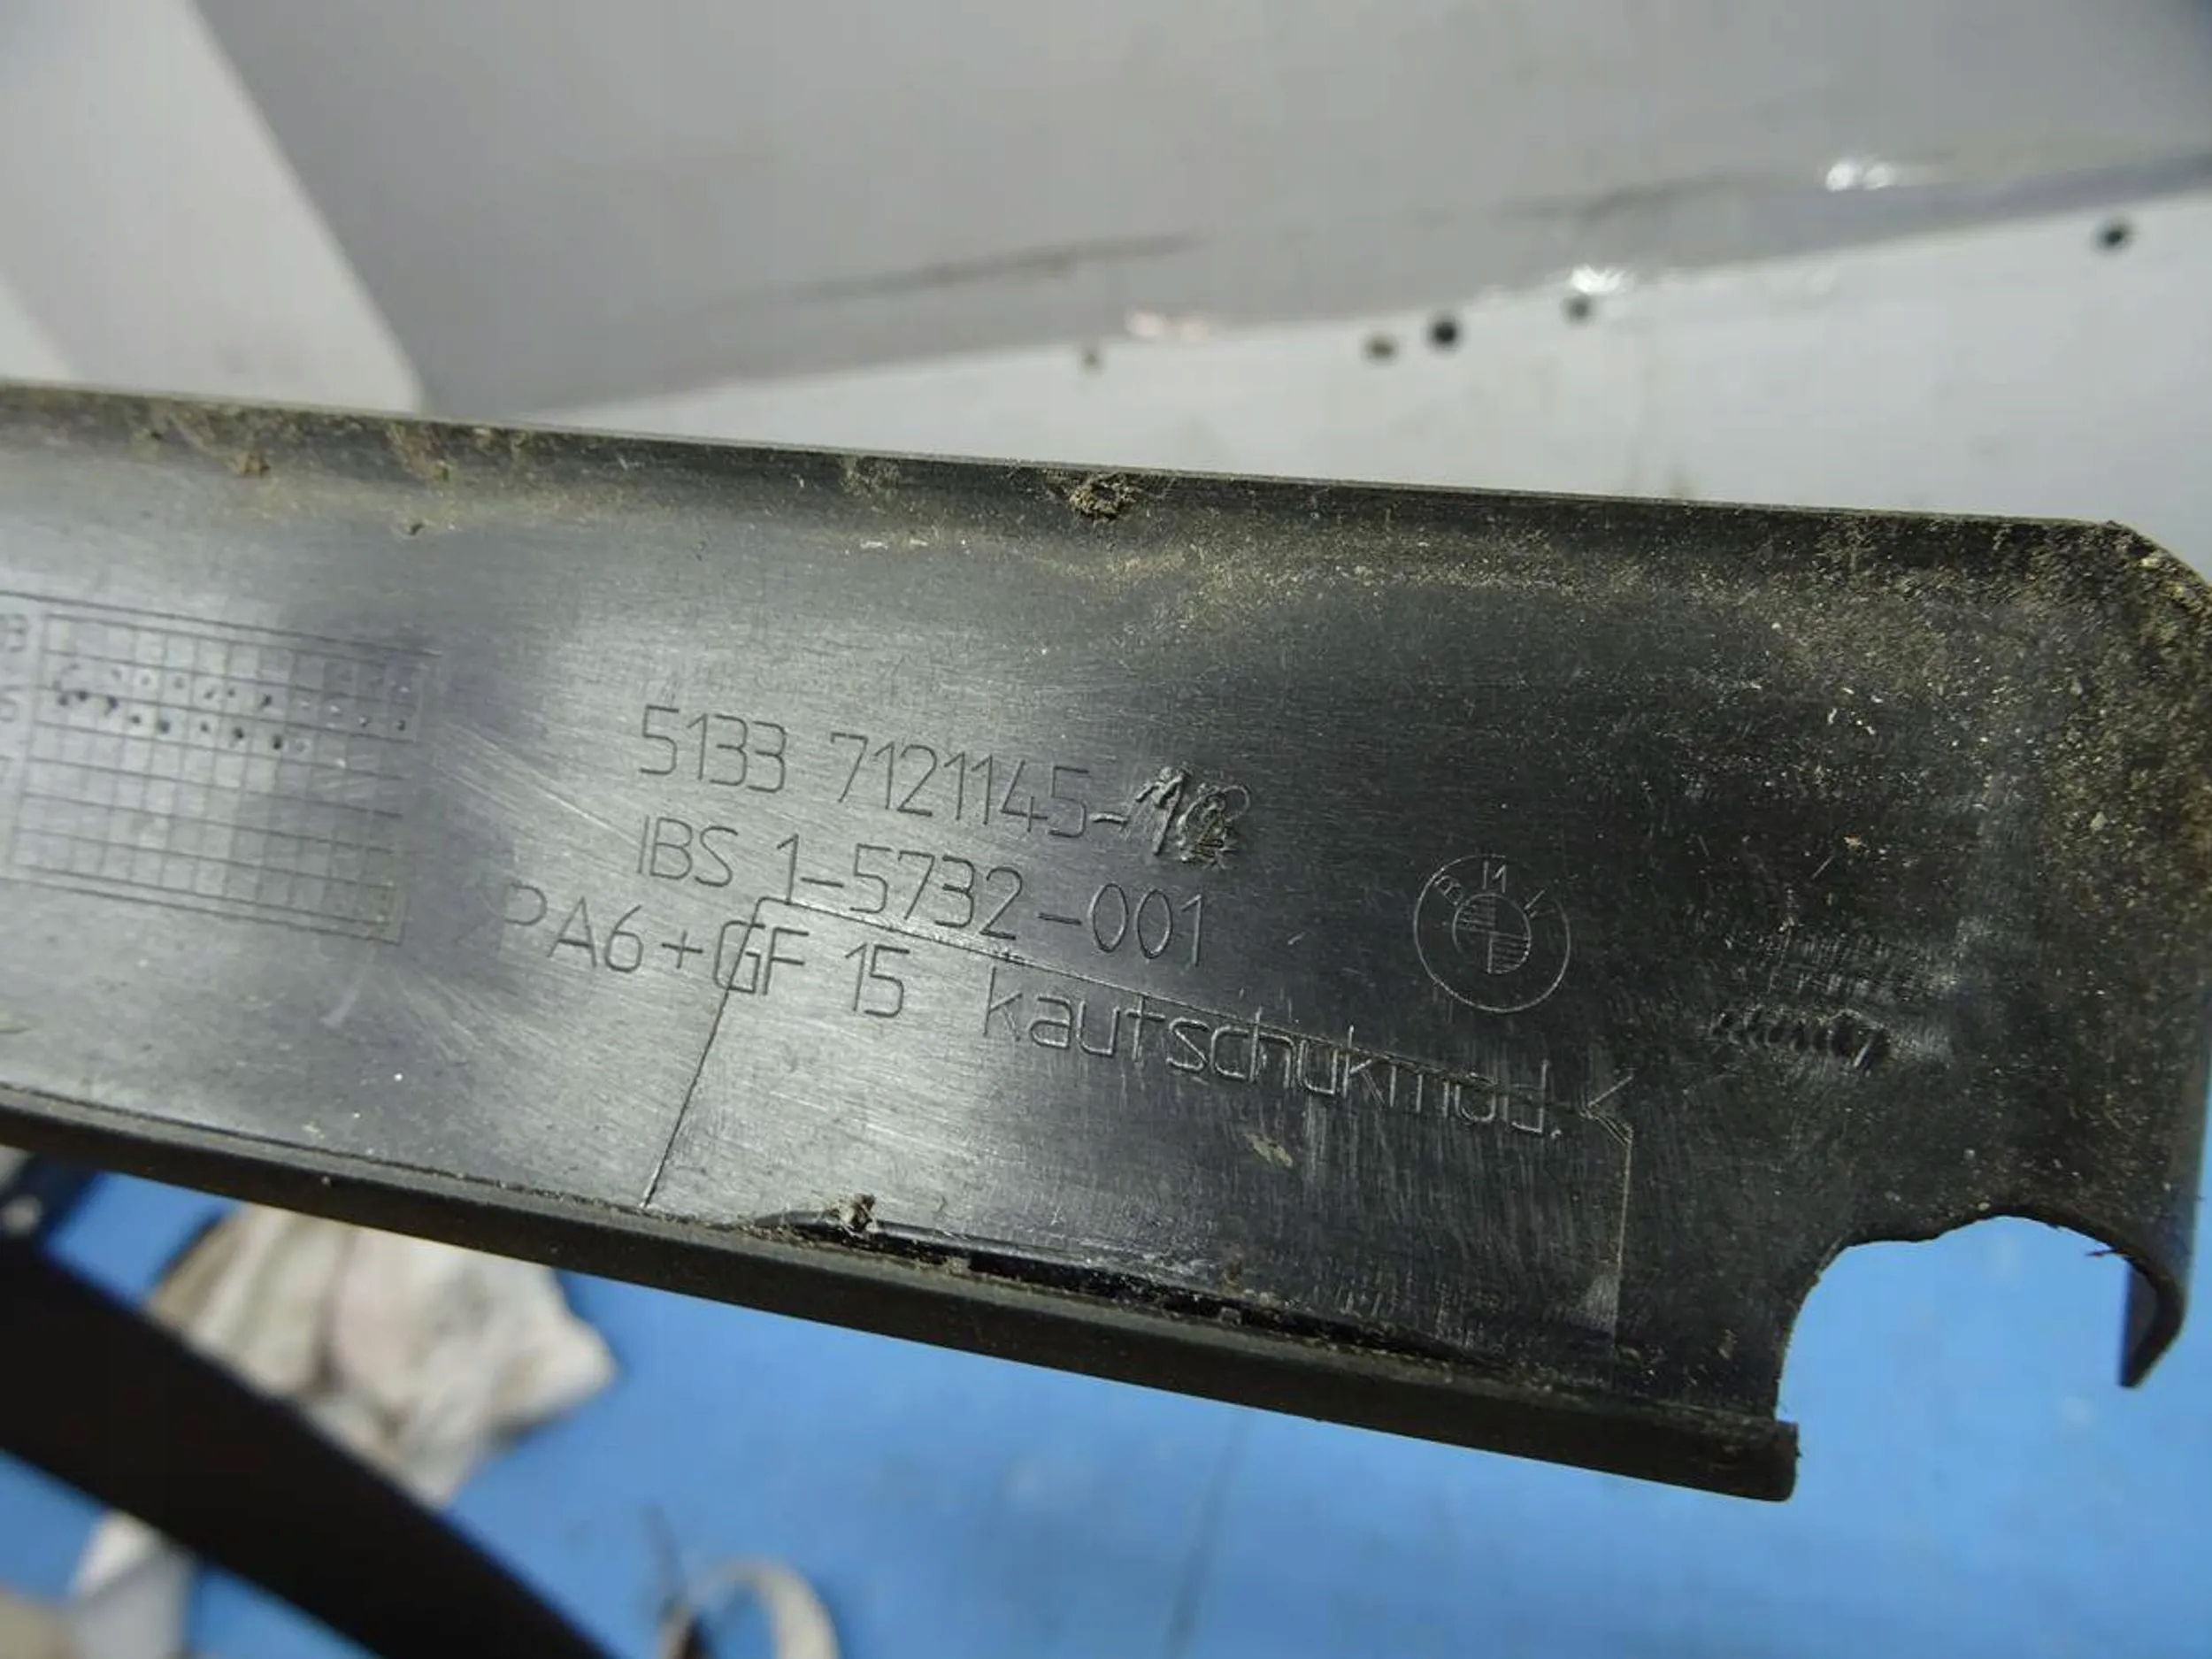 5133 7121145-
IBS 1-5732-001
>PA6+GF 15 kautschukmod.<
BMW